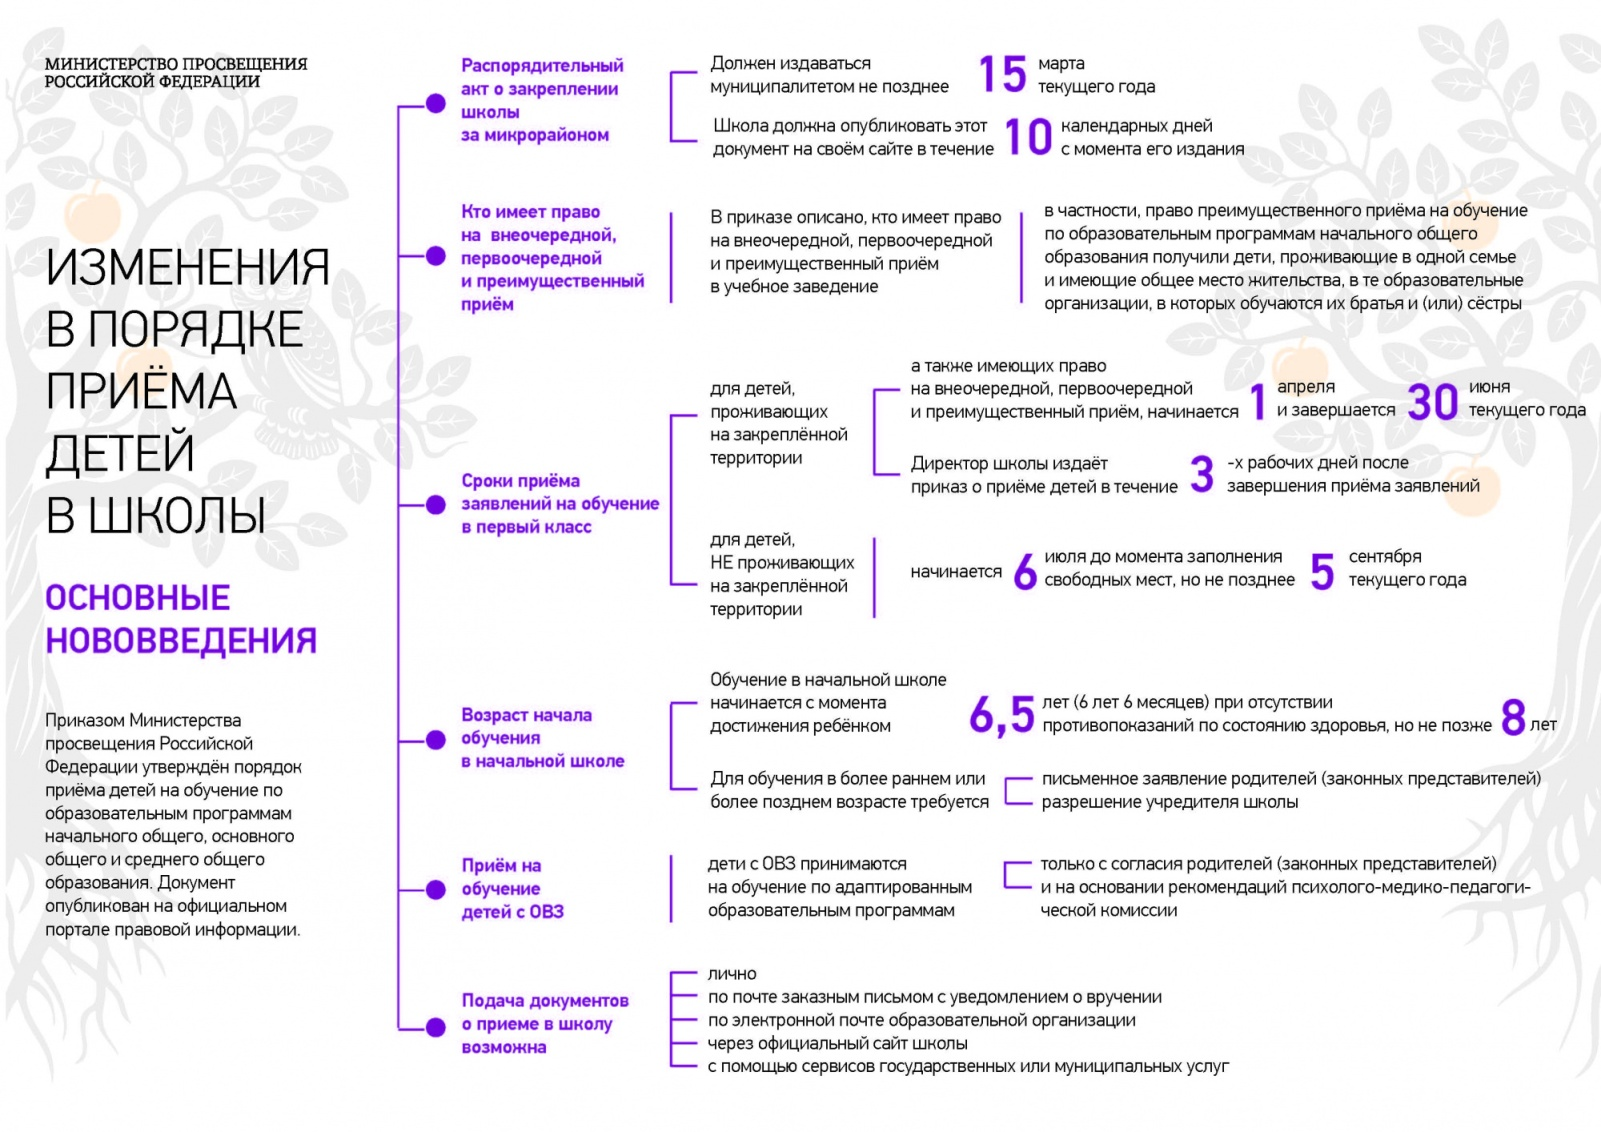 МИНИСТЕРСТВО ПРОСВЕЩЕНИЯ
РОССИЙСКОЙ ФЕДЕРАЦИИ
ИЗМЕНЕНИЯ
В ПОРЯДКЕ
ПРИЁМА
ДЕТЕЙ
В ШКОЛЫ
ОСНОВНЫЕ
НОВОВВЕДЕНИЯ
Приказом Министерства
просвещения Российской
Федерации утверждён порядок
приёма детей на обучение по
образовательным программам
начального общего, основного
общего и среднего общего
образования. Документ
опубликован на официальном
портале правовой информации.
Распорядительный
акт о закреплении
школы
за микрорайоном
Должен издаваться
муниципалитетом не позднее
15
марта
текущего года
Школа должна опубликовать этот
документ на своём сайте в течение
10
календарных дней
с момента его издания
Кто имеет право
на внеочередной,
первоочередной
и преимущественный
приём
В приказе описано, кто имеет право
на внеочередной, первоочередной
и преимущественный приём
в учебное заведение
в частности, право преимущественного приёма на обучение
по образовательным программам начального общего
образования получили дети, проживающие в одной семье
и имеющие общее место жительства, в те образовательные
организации, в которых обучаются их братья и (или) сёстры
Сроки приёма
заявлений на обучение
в первый класс
для детей,
проживающих
на закреплённой
территории
а также имеющих право
на внеочередной, первоочередной
и преимущественный приём, начинается
1
апреля
и завершается
30
июня
текущего года
Директор школы издаёт
приказ о приёме детей в течение
3
-х рабочих дней после
завершения приёма заявлений
для детей,
НЕ проживающих
на закреплённой
территории
начинается
6
июля до момента заполнения
свободных мест, но не позднее
5
сентября
текущего года
Возраст начала
обучения
в начальной школе
Обучение в начальной школе
начинается с момента
достижения ребёнком
6,5
лет (6 лет 6 месяцев) при отсутствии
противопоказаний по состоянию здоровья, но не позже
8
лет
Для обучения в более раннем или
более позднем возрасте требуется
письменное заявление родителей (законных представителей)
разрешение учредителя школы
Приём на
обучение
детей с ОВЗ
дети с ОВЗ принимаются
на обучение по адаптированным
образовательным программам
только с согласия родителей (законных представителей)
и на основании рекомендаций психолого-медико-педагоги-
ческой комиссии
Подача документов
о приеме в школу
возможна
лично
по почте заказным письмом с уведомлением о вручении
по электронной почте образовательной организации
через официальный сайт школы
с помощью сервисов государственных или муниципальных услуг